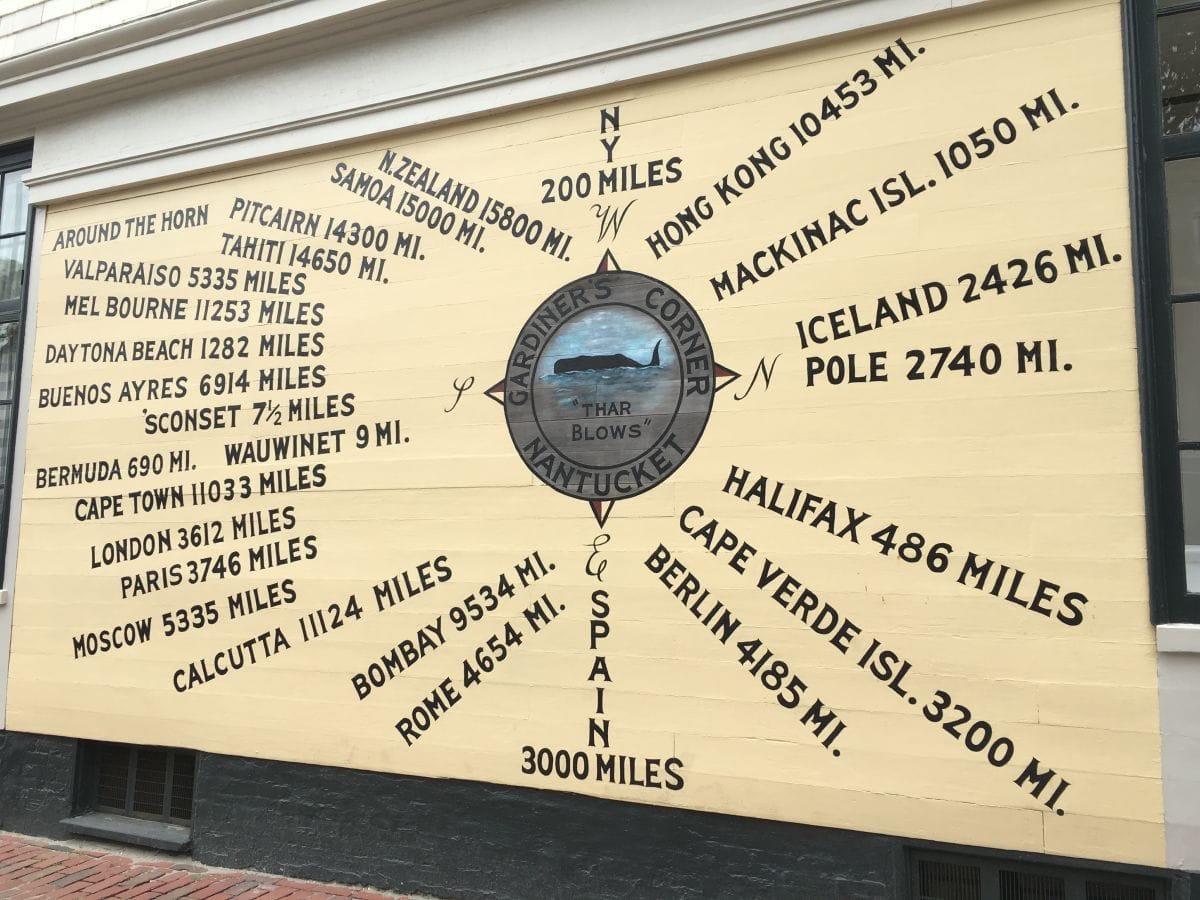 N
Y
200 MILES
W
HONG KONG 10453 MI.
MACKINAC ISL. 1050 MI.
ICELAND 2426 MI.
POLE 2740 MI.
N
N. ZEALAND 15800 MI.
SAMOA 15000 MI.
AROUND THE HORN
PITCAIRN 14300 MI.
TAHITI 14650 MI.
VALPARAISO 5335 MILES
MEL BOURNE 11253 MILES
DAYTONA BEACH 1282 MILES
BUENOS AYRES 6914 MILES
'SCONSET 7½ MILES
WAUWINET 9 MI.
BERMUDA 690 MI.
CAPE TOWN 11033 MILES
LONDON 3612 MILES
PARIS 3746 MILES
MOSCOW 5335 MILES
CALCUTTA 11124 MILES
BOMBAY 9534 MI.
ROME 4654 MI.
S
GARDINER'S CORNER
"THAR
BLOWS"
NANTUCKET
E
S
P
A
I
N
3000 MILES
HALIFAX 486 MILES
CAPE VERDE ISL. 3200 MI.
BERLIN 4185 MI.